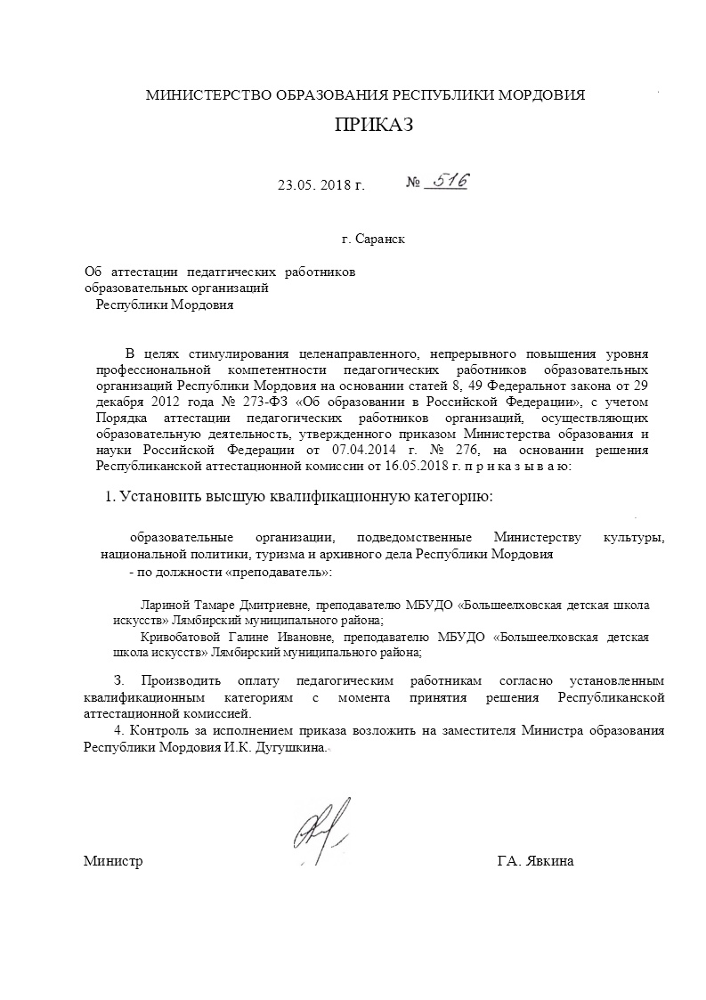 МИНИСТЕРСТВО ОБРАЗОВАНИЯ РЕСПУБЛИКИ МОРДОВИЯ
ПРИКАЗ
23.05. 2018 г. № 516
г. Саранск
Об аттестации педатгических работников
образовательных организаций
Республики Мордовия
В целях стимулирования целенаправленного, непрерывного повышения уровня
профессиональной компетентности педагогических работников образовательных
организаций Республики Мордовия на основании статей 8, 49 Федеральнот закона от 29
декабря 2012 года № 273-ФЗ «Об образовании в Российской Федерации», с учетом
Порядка аттестации педагогических работников организаций, осуществляющих
образовательную деятельность, утвержденного приказом Министерства образования и
науки Российской Федерации от 07.04.2014 г. № 276, на основании решения
Республиканской аттестационной комиссии от 16.05.2018 г. п р и к а з ы в а ю:
1. Установить высшую квалификационную категорию:
образовательные организации, подведомственные Министерству культуры,
национальной политики, туризма и архивного дела Республики Мордовия
- по должности «преподаватель»:
Лариной Тамаре Дмитриевне, преподавателю МБУДО «Большеелховская детская школа
искусств» Лямбирский муниципального района;
Кривобатовой Галине Ивановне, преподавателю МБУДО «Большеелховская детская
школа искусств» Лямбирский муниципального района;
3. Производить оплату педагогическим работникам согласно установленным
квалификационным категориям с момента принятия решения Республиканской
аттестационной комиссией.
4. Контроль за исполнением приказа возложить на заместителя Министра образования
Республики Мордовия И.К. Дугушкина.
Министр ГА. Явкина